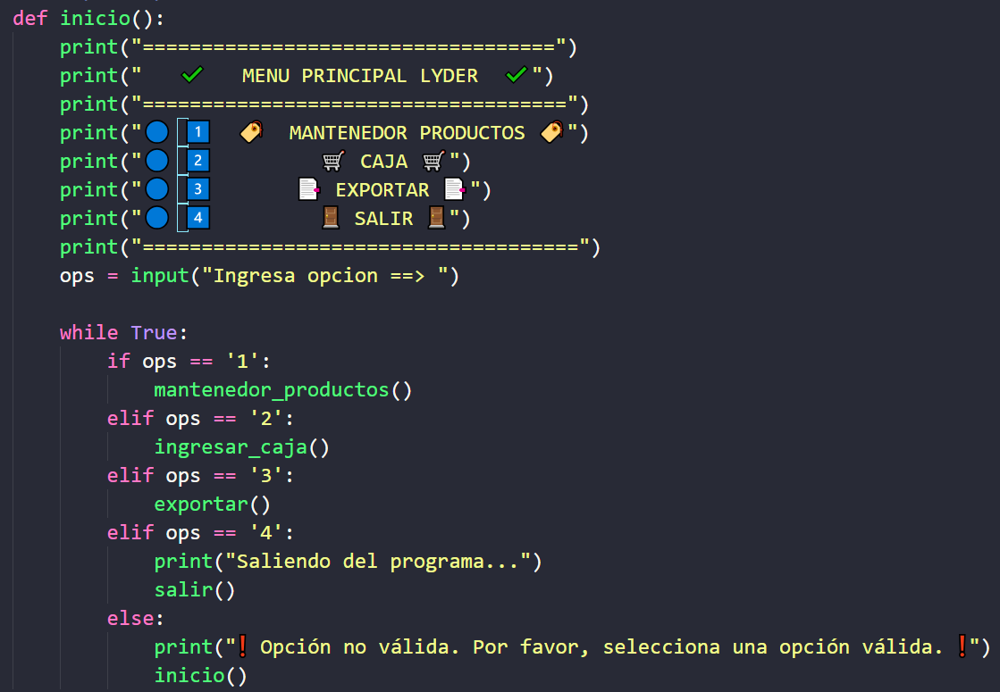 def inicio():
    print("===================================")
    print("   ✔   MENU PRINCIPAL LYDER  ✔")
    print("====================================")
    print("🔵 1️⃣  🏷️  MANTENEDOR PRODUCTOS 🏷️")
    print("🔵 2️⃣         🛒 CAJA 🛒")
    print("🔵 3️⃣       📑 EXPORTAR 📑")
    print("🔵 4️⃣         🚪 SALIR 🚪")
    print("=====================================")
    ops = input("Ingresa opcion ==> ")

    while True:
        if ops == '1':
            mantenedor_productos()
        elif ops == '2':
            ingresar_caja()
        elif ops == '3':
            exportar()
        elif ops == '4':
            print("Saliendo del programa...")
            salir()
        else:
            print("❗ Opción no válida. Por favor, selecciona una opción válida. ❗")
            inicio()